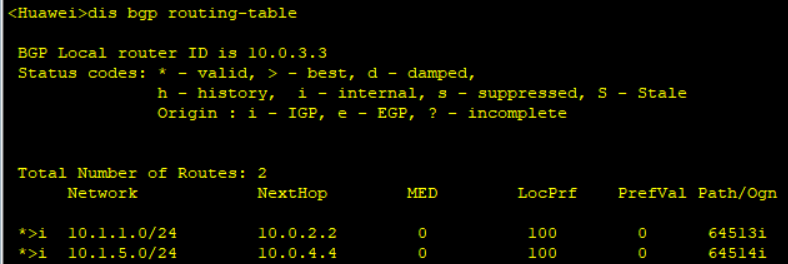 <Huawei>dis bgp routing-table
BGP Local router ID is 10.0.3.3
Status codes: * - valid, > - best, d - damped,
h - history,  i - internal, s - suppressed, S - Stale
Origin : i - IGP, e - EGP, ? - incomplete
Total Number of Routes: 2
Network NextHop MED LocPrf PrefVal Path/Ogn
*>i 10.1.1.0/24 10.0.2.2 0 100 0 64513i
*>i 10.1.5.0/24 10.0.4.4 0 100 0 64514i